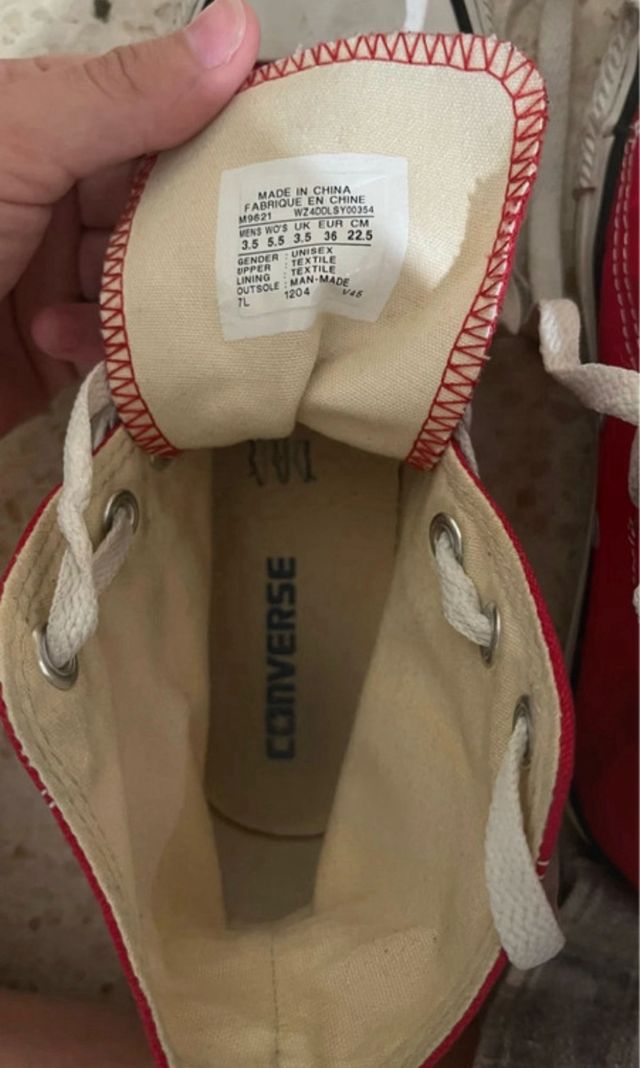 MADE IN CHINA
FABRIQUE EN CHINE
M9621 WZ4DDLSY00354
MENS WO'S UK EUR CM
3.5 5.5 3.5 36 22.5
GENDER : UNISEX
UPPER : TEXTILE
LINING : TEXTILE
OUTSOLE : MAN-MADE
7L 1204 V45
CONVERSE